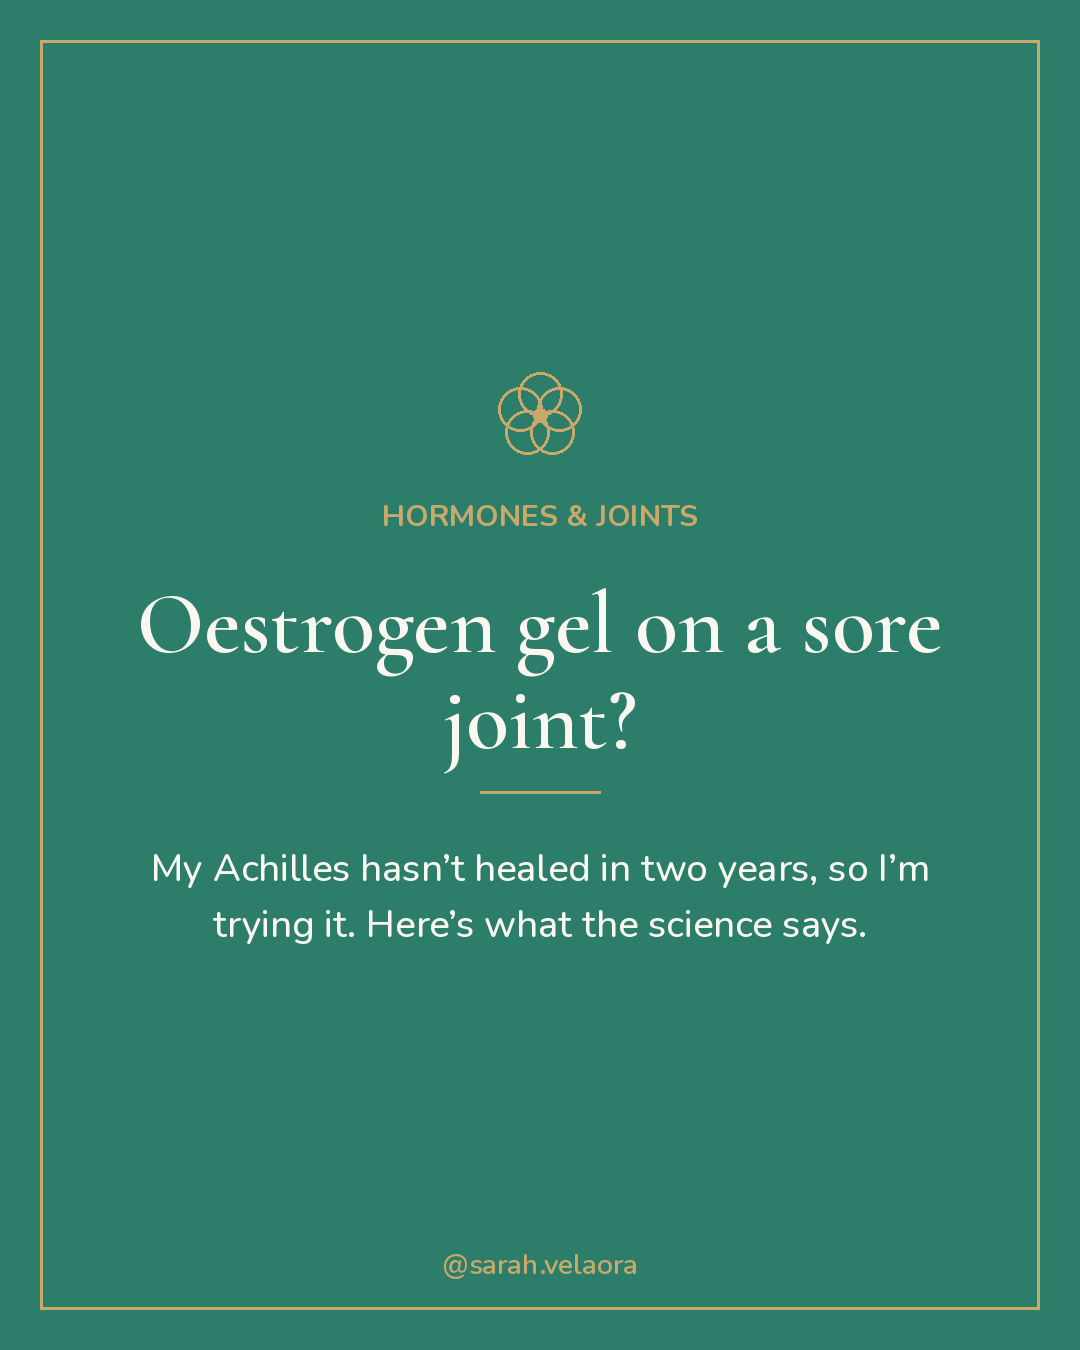 HORMONES & JOINTS
Oestrogen gel on a sore
joint?
My Achilles hasn’t healed in two years, so I’m
trying it. Here’s what the science says.
@sarah.velaora